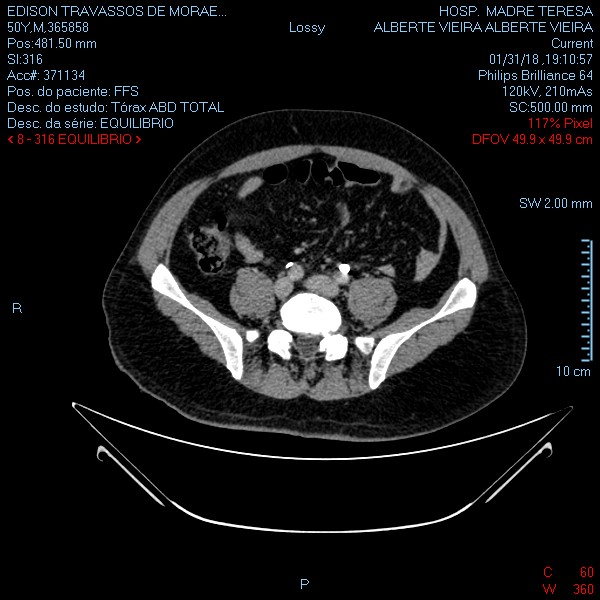 EDISON TRAVASSOS DE MORAE...
50Y,M,365858
Pos:481.50 mm
Sl:316
Acc#: 371134
Pos. do paciente: FFS
Desc. do estudo: Tórax ABD TOTAL
Desc. da série: EQUILIBRIO
< 8 - 316 EQUILIBRIO >
Lossy
HOSP. MADRE TERESA
ALBERTE VIEIRA ALBERTE VIEIRA
Current
01/31/18 ,19:10:57
Philips Brilliance 64
120kV, 210mAs
SC:500.00 mm
117% Pixel
DFOV 49.9 x 49.9 cm
SW 2.00 mm
R
10 cm
P
C 60
W 360